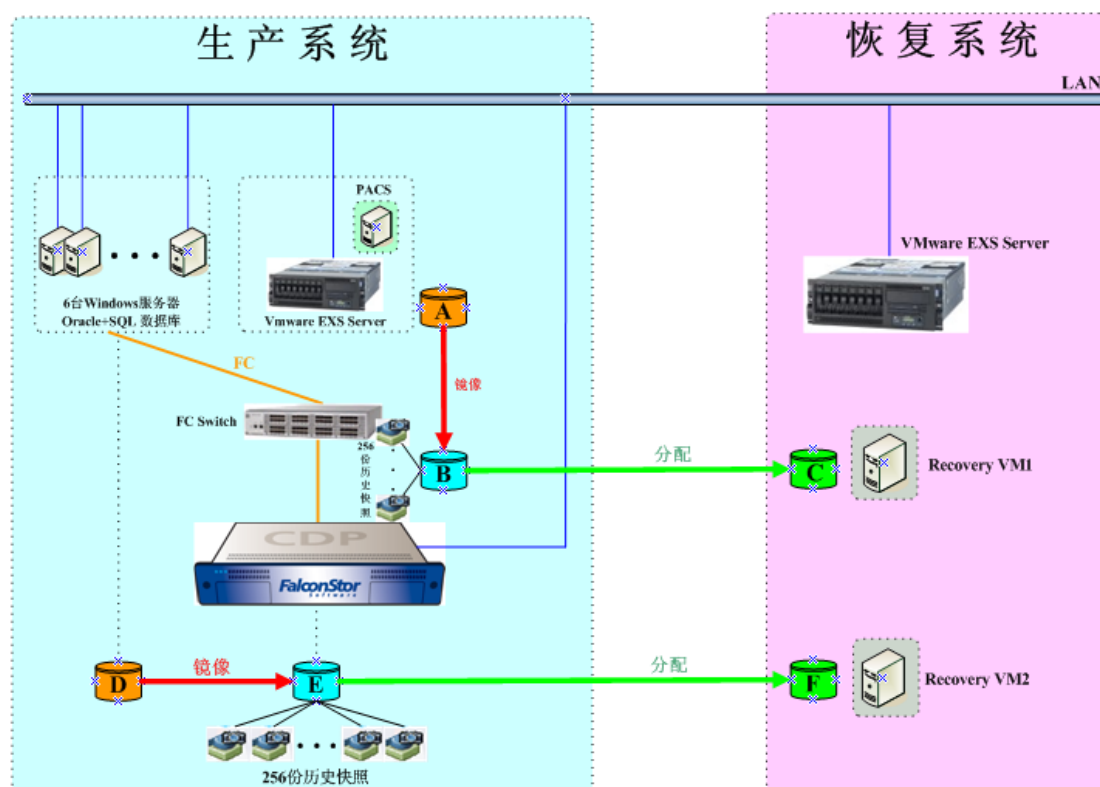 生产系统
恢复系统
LAN
PACS
VMware EXS Server
6台Windows服务器
Oracle+SQL 数据库
Vmware EXS Server
A
FC
镜像
FC Switch
256
份
历
史
快
照
B
分配
C
Recovery VM1
CDP
FalconStor
Software
D
镜像
E
分配
F
Recovery VM2
256份历史快照